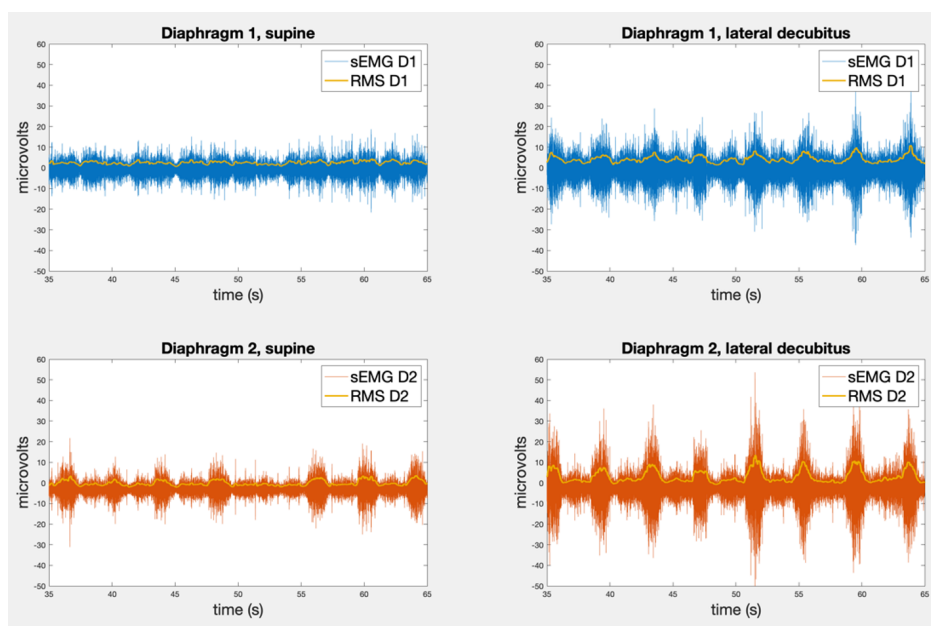 Diaphragm 1, supine
60
50
40
30
20
10
0
-10
-20
-30
-40
-50
microvolts
sEMG D1
RMS D1
35 40 45 50 55 60 65
time (s)
Diaphragm 1, lateral decubitus
60
50
40
30
20
10
0
-10
-20
-30
-40
-50
microvolts
sEMG D1
RMS D1
35 40 45 50 55 60 65
time (s)
Diaphragm 2, supine
60
50
40
30
20
10
0
-10
-20
-30
-40
-50
microvolts
sEMG D2
RMS D2
35 40 45 50 55 60 65
time (s)
Diaphragm 2, lateral decubitus
60
50
40
30
20
10
0
-10
-20
-30
-40
-50
microvolts
sEMG D2
RMS D2
35 40 45 50 55 60 65
time (s)